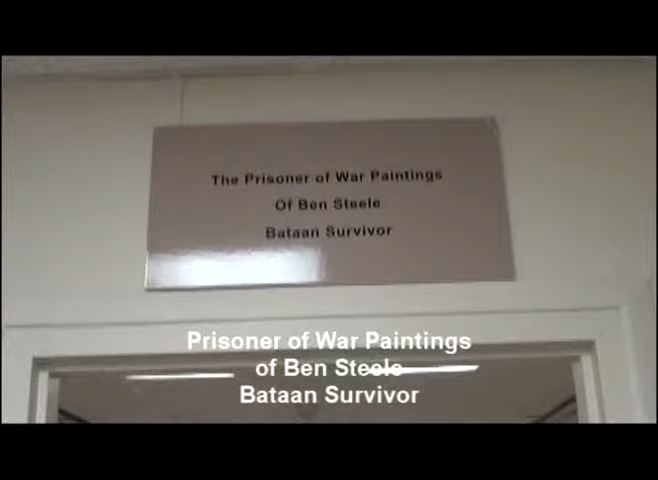 The Prisoner of War Paintings
Of Ben Steele
Bataan Survivor
Prisoner of War Paintings
of Ben Steele
Bataan Survivor